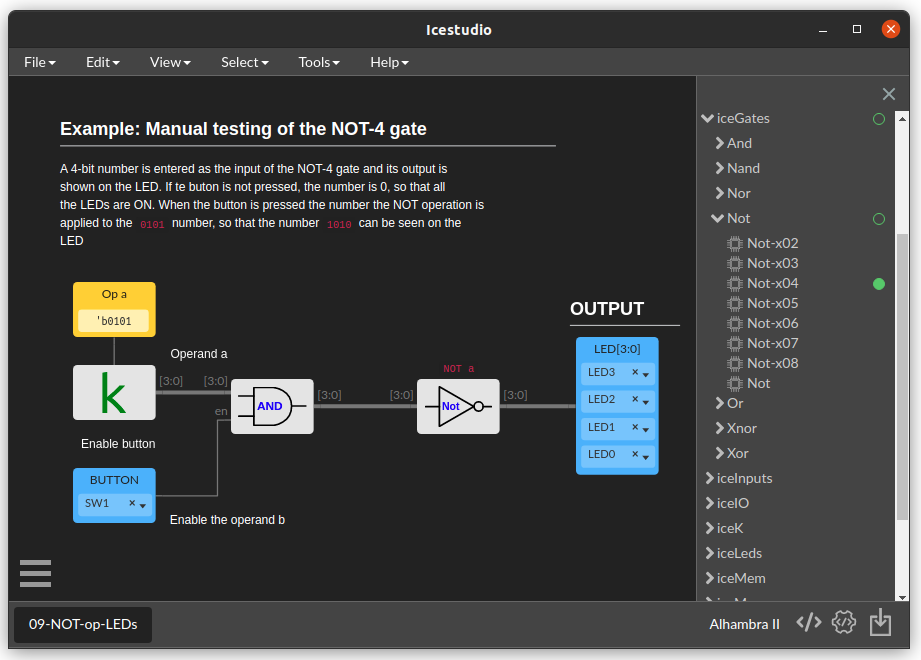 Icestudio
File Edit View Select Tools Help
Example: Manual testing of the NOT-4 gate
A 4-bit number is entered as the input of the NOT-4 gate and its output is
shown on the LED. If te buton is not pressed, the number is 0, so that all
the LEDs are ON. When the button is pressed the number the NOT operation is
applied to the 0101 number, so that the number 1010 can be seen on the
LED
Op a
'b0101
k
Operand a
[3:0] [3:0]
en
AND
[3:0]
[3:0]
NOT a
Not
[3:0]
Enable button
BUTTON
SW1
Enable the operand b
OUTPUT
LED[3:0]
LED3
LED2
LED1
LED0
iceGates
And
Nand
Nor
Not
Not-x02
Not-x03
Not-x04
Not-x05
Not-x06
Not-x07
Not-x08
Not
Or
Xnor
Xor
iceInputs
iceIO
iceK
iceLeds
iceMem
09-NOT-op-LEDs
Alhambra II